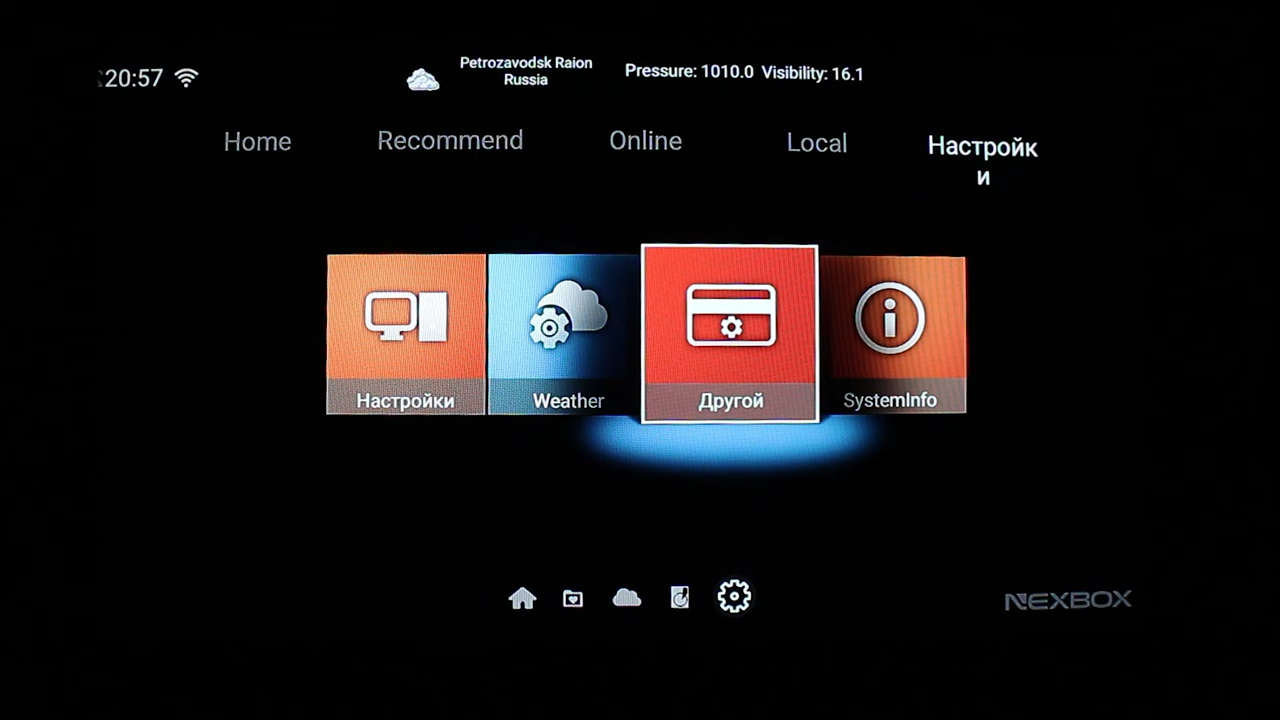 20:57
Petrozavodsk Raion
Russia
Pressure: 1010.0 Visibility: 16.1
Home Recommend Online Local Настройк
и
Настройки Weather Другой SystemInfo
NEXBOX